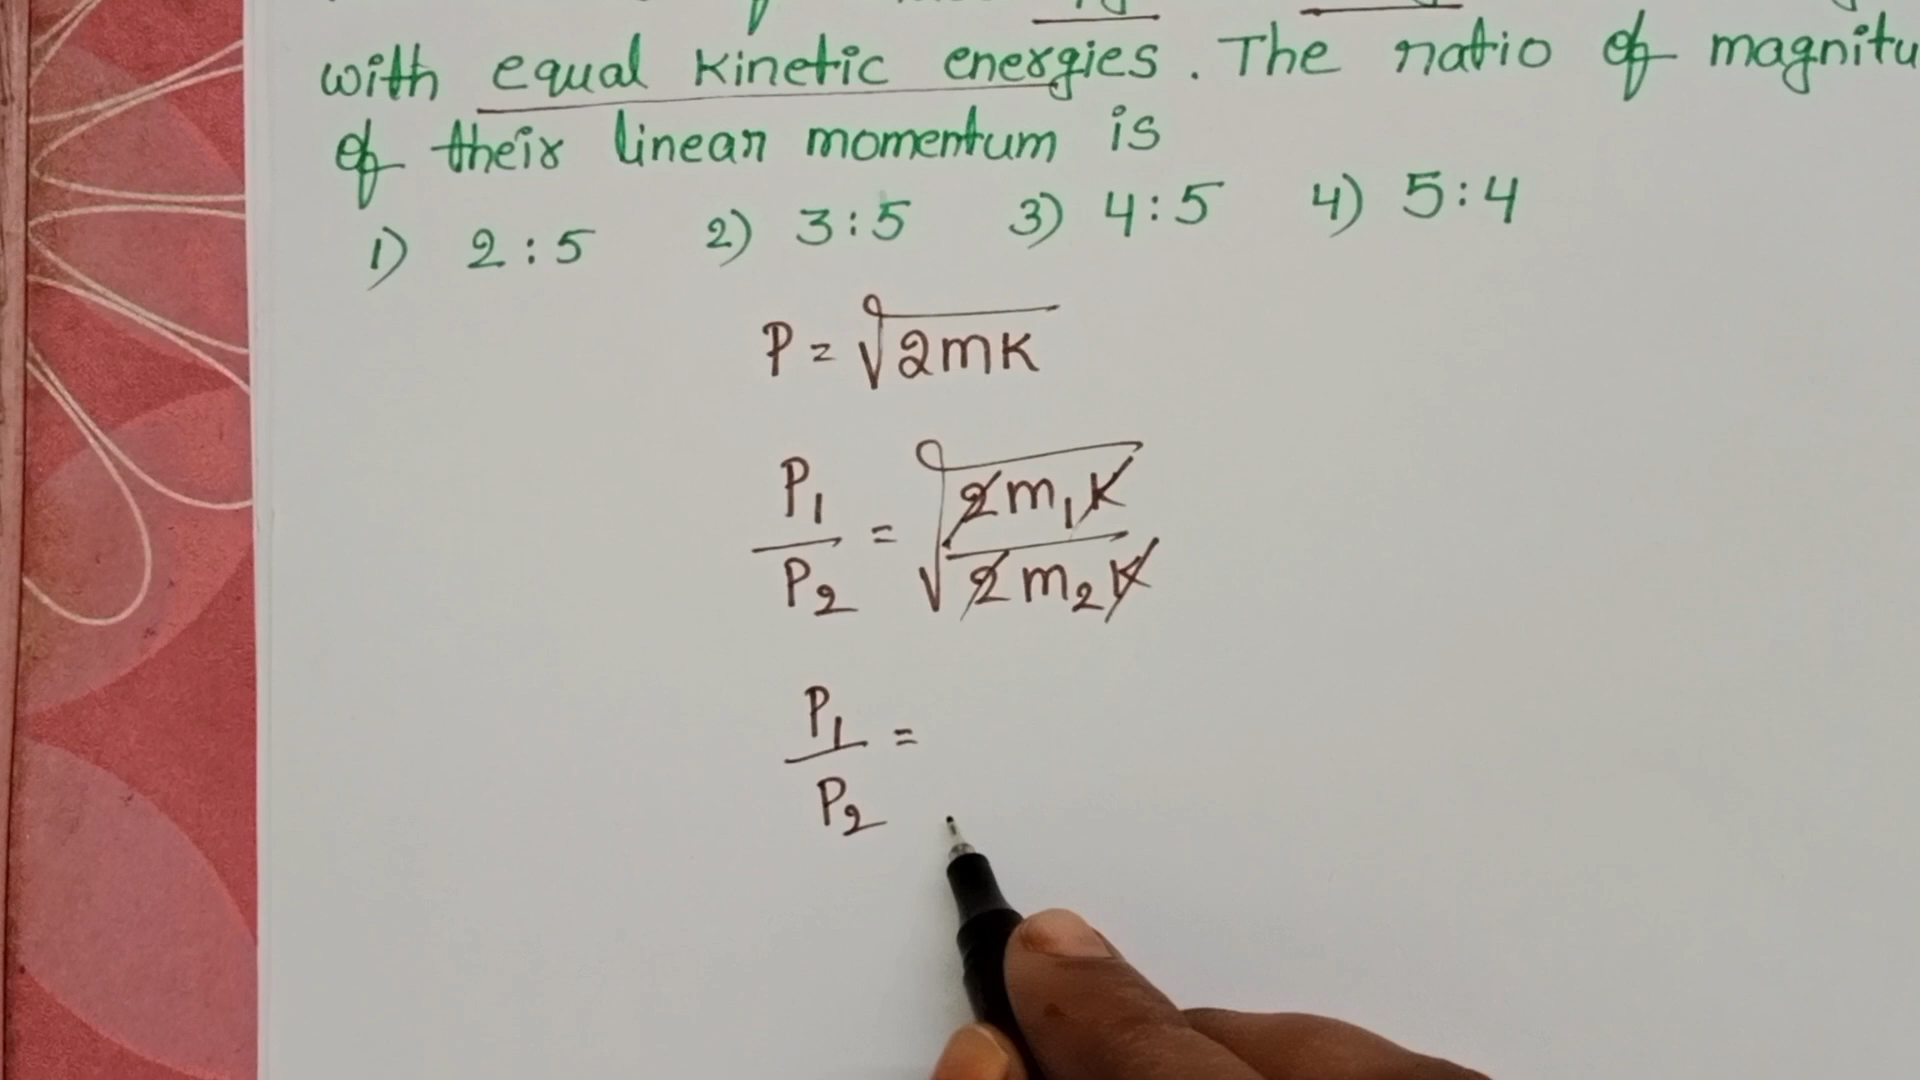 with equal kinetic energies. The ratio of
of their linear momentum is
1) 2:5 2) 3:5 3) 4:5 4) 5:4
P = √2mK
P₁/P₂ = √(2m₁K/2m₂K)
P₁/P₂ =